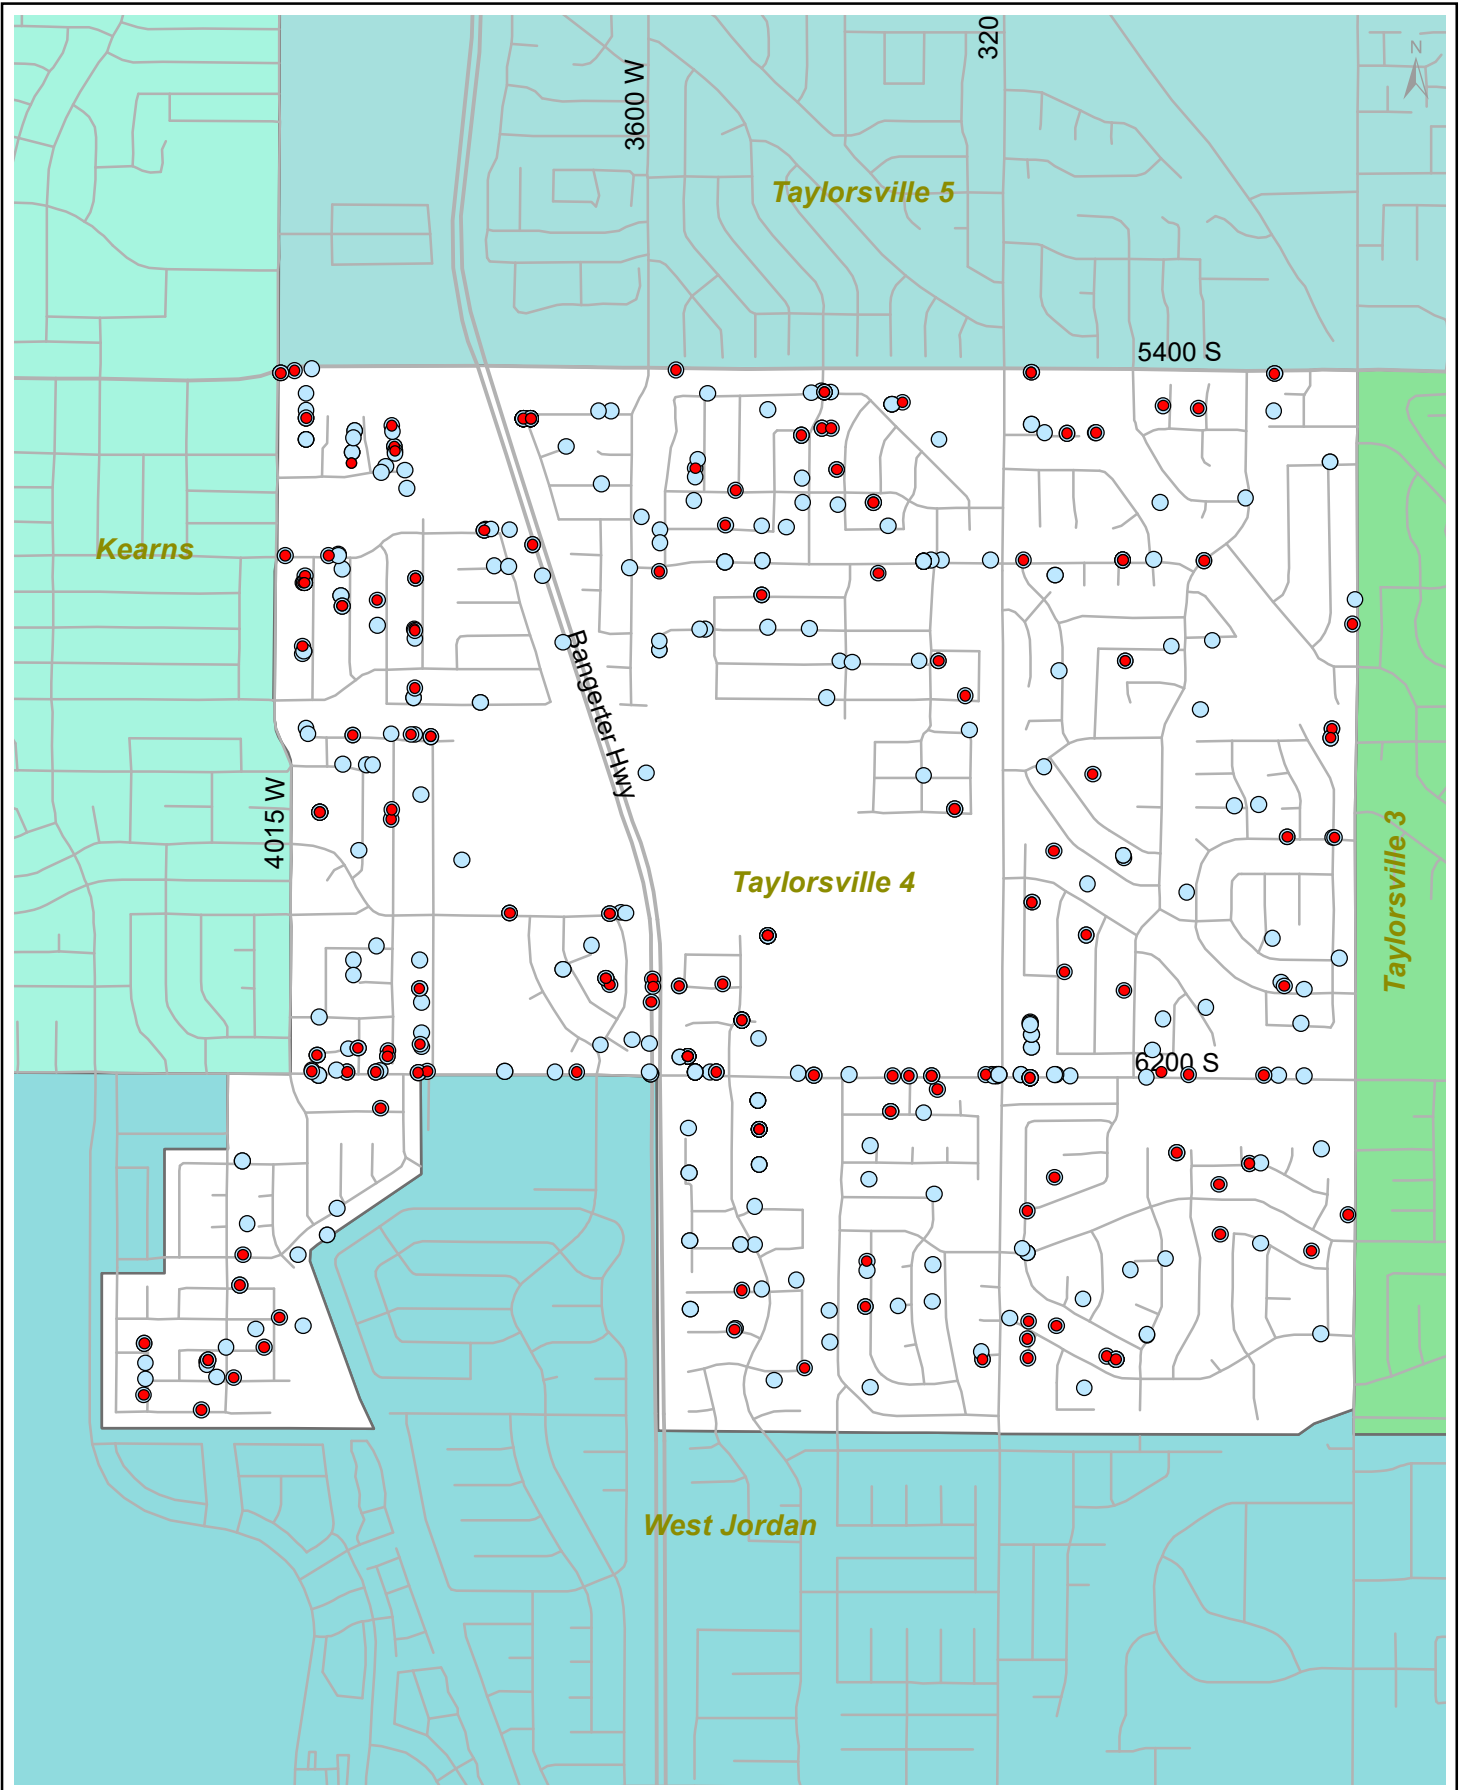 320
3600 W
N
Taylorsville 5
5400 S
Kearns
Bangerter Hwy
4015 W
Taylorsville 4
Taylorsville 3
6200 S
West Jordan